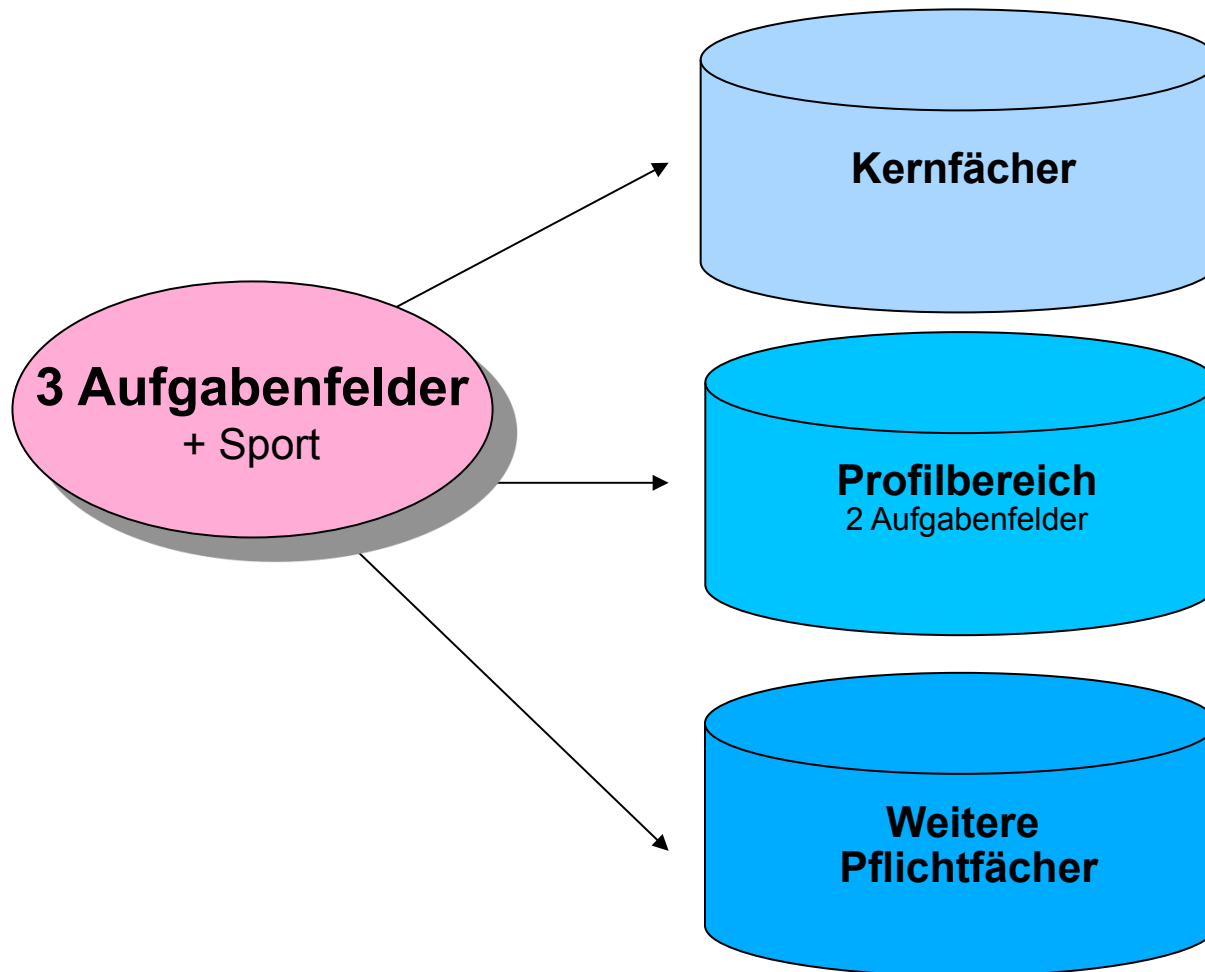 Kernfächer
3 Aufgabenfelder
+ Sport
Profilbereich
2 Aufgabenfelder
Weitere
Pflichtfächer